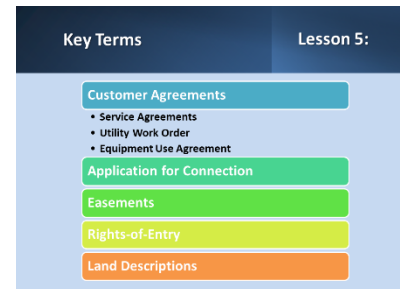 Key Terms
Lesson 5:
Customer Agreements
• Service Agreements
• Utility Work Order
• Equipment Use Agreement
Application for Connection
Easements
Rights-of-Entry
Land Descriptions